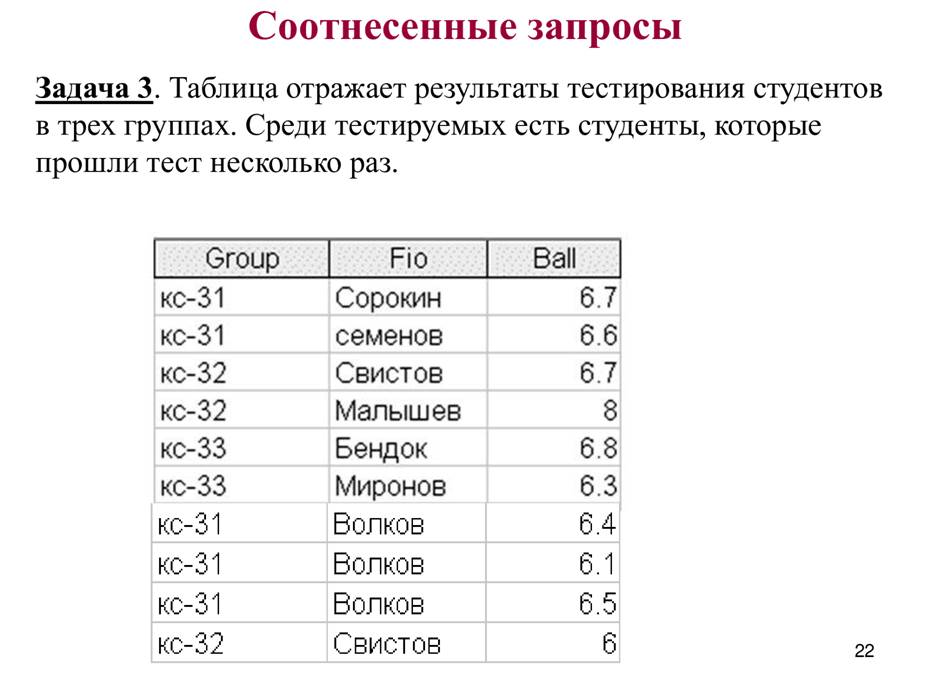 Соотнесенные запросы
Задача 3. Таблица отражает результаты тестирования студентов
в трех группах. Среди тестируемых есть студенты, которые
прошли тест несколько раз.
Group Fio Ball
кс-31 Сорокин 6.7
кс-31 семенов 6.6
кс-32 Свистов 6.7
кс-32 Малышев 8
кс-33 Бендок 6.8
кс-33 Миронов 6.3
кс-31 Волков 6.4
кс-31 Волков 6.1
кс-31 Волков 6.5
кс-32 Свистов 6
22